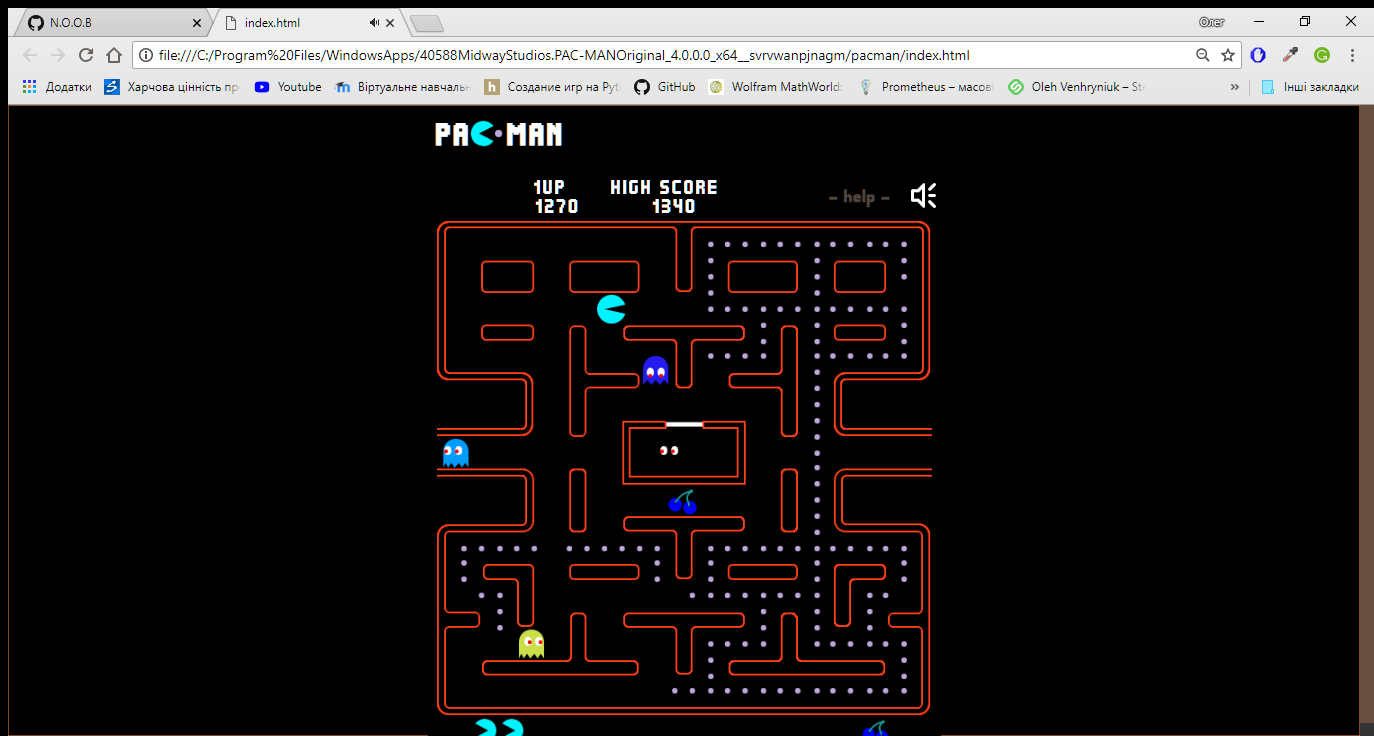 N.O.O.B
index.html
Олег
file:///C:/Program%20Files/WindowsApps/40588MidwayStudios.PAC-MANOriginal_4.0.0.0_x64__svrvwanpjnagm/pacman/index.html
Додатки
Харчова цінність пр
Youtube
Віртуальне навчаль
Создание игр на Pyt
GitHub
Wolfram MathWorld:
Prometheus – масов
Oleh Venhryniuk – St
Інші закладки
PAC-MAN
1UP HIGH SCORE
1270 1340
– help –